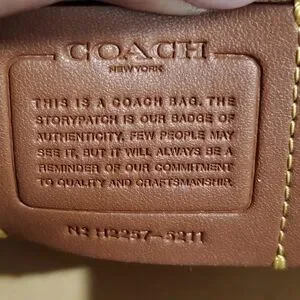 COACH
NEW YORK
THIS IS A COACH BAG. THE
STORYPATCH IS OUR BADGE OF
AUTHENTICITY. FEW PEOPLE MAY
SEE IT, BUT IT WILL ALWAYS BE A
REMINDER OF OUR COMMITMENT
TO QUALITY AND CRAFTSMANSHIP.
Nº H2257-5211